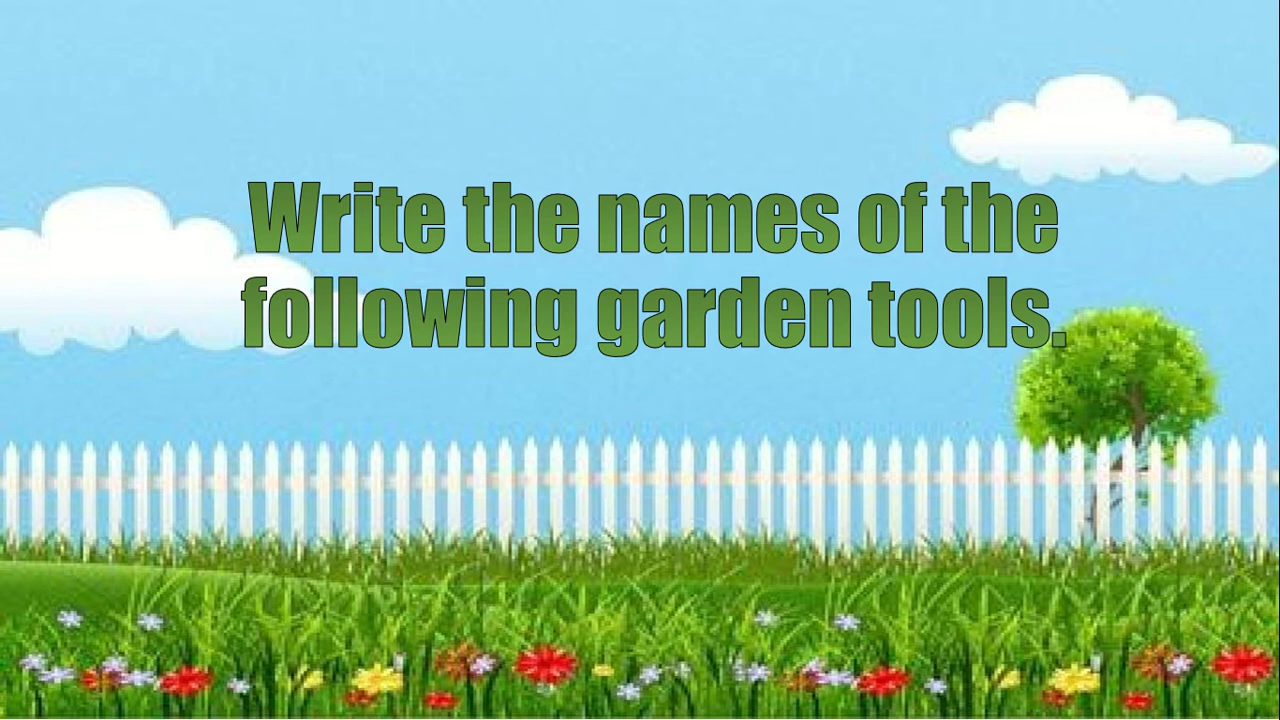 Write the names of the
following garden tools.